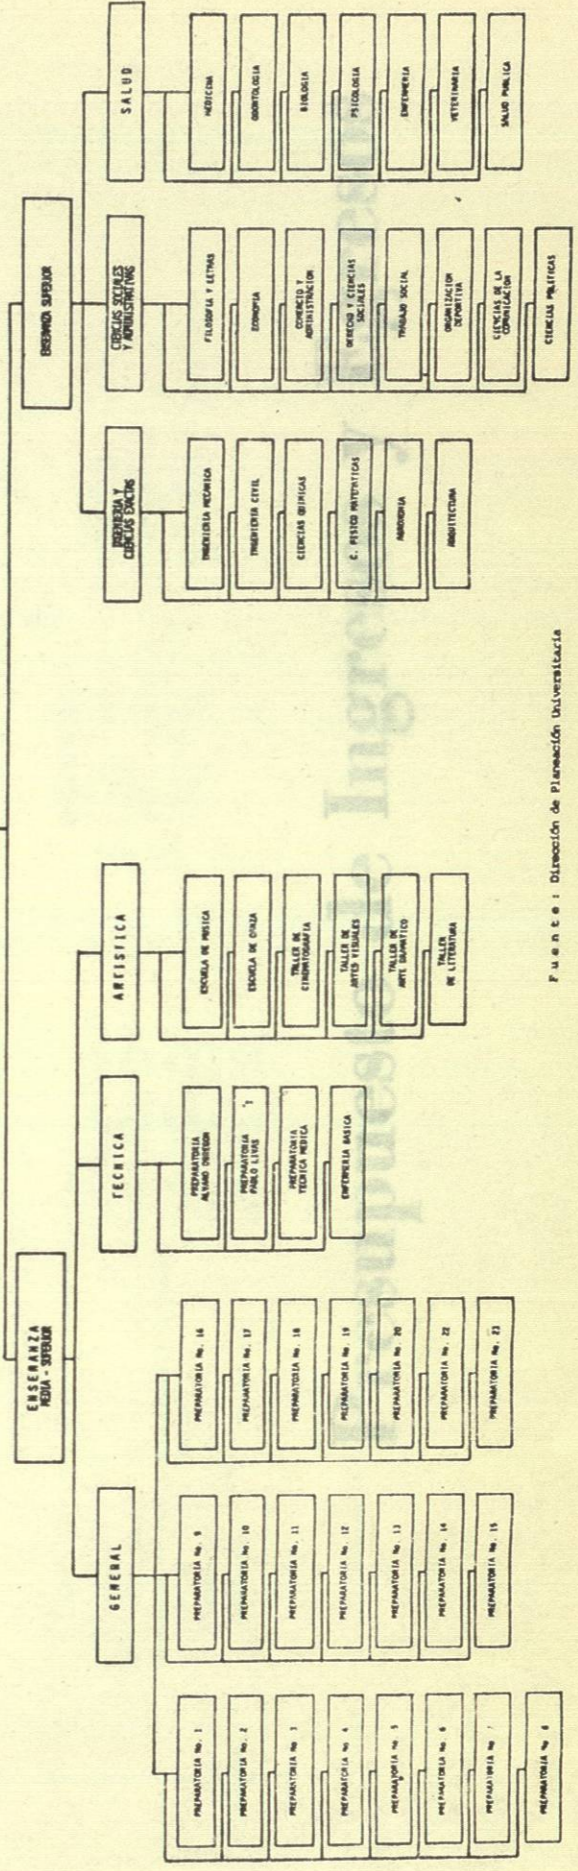 ENSEÑANZA
MEDIA - SUPERIOR
GENERAL
PREPARATORIA No. 1
PREPARATORIA No. 2
PREPARATORIA No. 3
PREPARATORIA No. 4
PREPARATORIA No. 5
PREPARATORIA No. 6
PREPARATORIA No. 7
PREPARATORIA No. 8
PREPARATORIA No. 9
PREPARATORIA No. 10
PREPARATORIA No. 11
PREPARATORIA No. 12
PREPARATORIA No. 13
PREPARATORIA No. 14
PREPARATORIA No. 15
PREPARATORIA No. 16
PREPARATORIA No. 17
PREPARATORIA No. 18
PREPARATORIA No. 19
PREPARATORIA No. 20
PREPARATORIA No. 22
PREPARATORIA No. 23
TECNICA
PREPARATORIA
ALVARO OBREGON
PREPARATORIA
PABLO LIVAS
PREPARATORIA
TECNICA MEDICA
ENFERMERIA BASICA
ARTISTICA
ESCUELA DE MUSICA
ESCUELA DE DANZA
TALLER DE
CINEMATOGRAFIA
TALLER DE
ARTES VISUALES
TALLER DE
ARTE DRAMATICO
TALLER
DE LITERATURA
ENSEÑANZA SUPERIOR
INGENIERIA Y
CIENCIAS EXACTAS
INGENIERIA MECANICA
INGENIERIA CIVIL
CIENCIAS QUIMICAS
C. FISICO MATEMATICAS
AGRONOMIA
ARQUITECTURA
CIENCIAS SOCIALES
Y ADMINISTRATIVAS
FILOSOFIA Y LETRAS
ECONOMIA
COMERCIO Y
ADMINISTRACION
DERECHO Y CIENCIAS
SOCIALES
TRABAJO SOCIAL
ORGANIZACION
DEPORTIVA
CIENCIAS DE LA
COMUNICACION
CIENCIAS POLITICAS
SALUD
MEDICINA
ODONTOLOGIA
BIOLOGIA
PSICOLOGIA
ENFERMERIA
VETERINARIA
SALUD PUBLICA
Fuente: Dirección de Planeación Universitaria